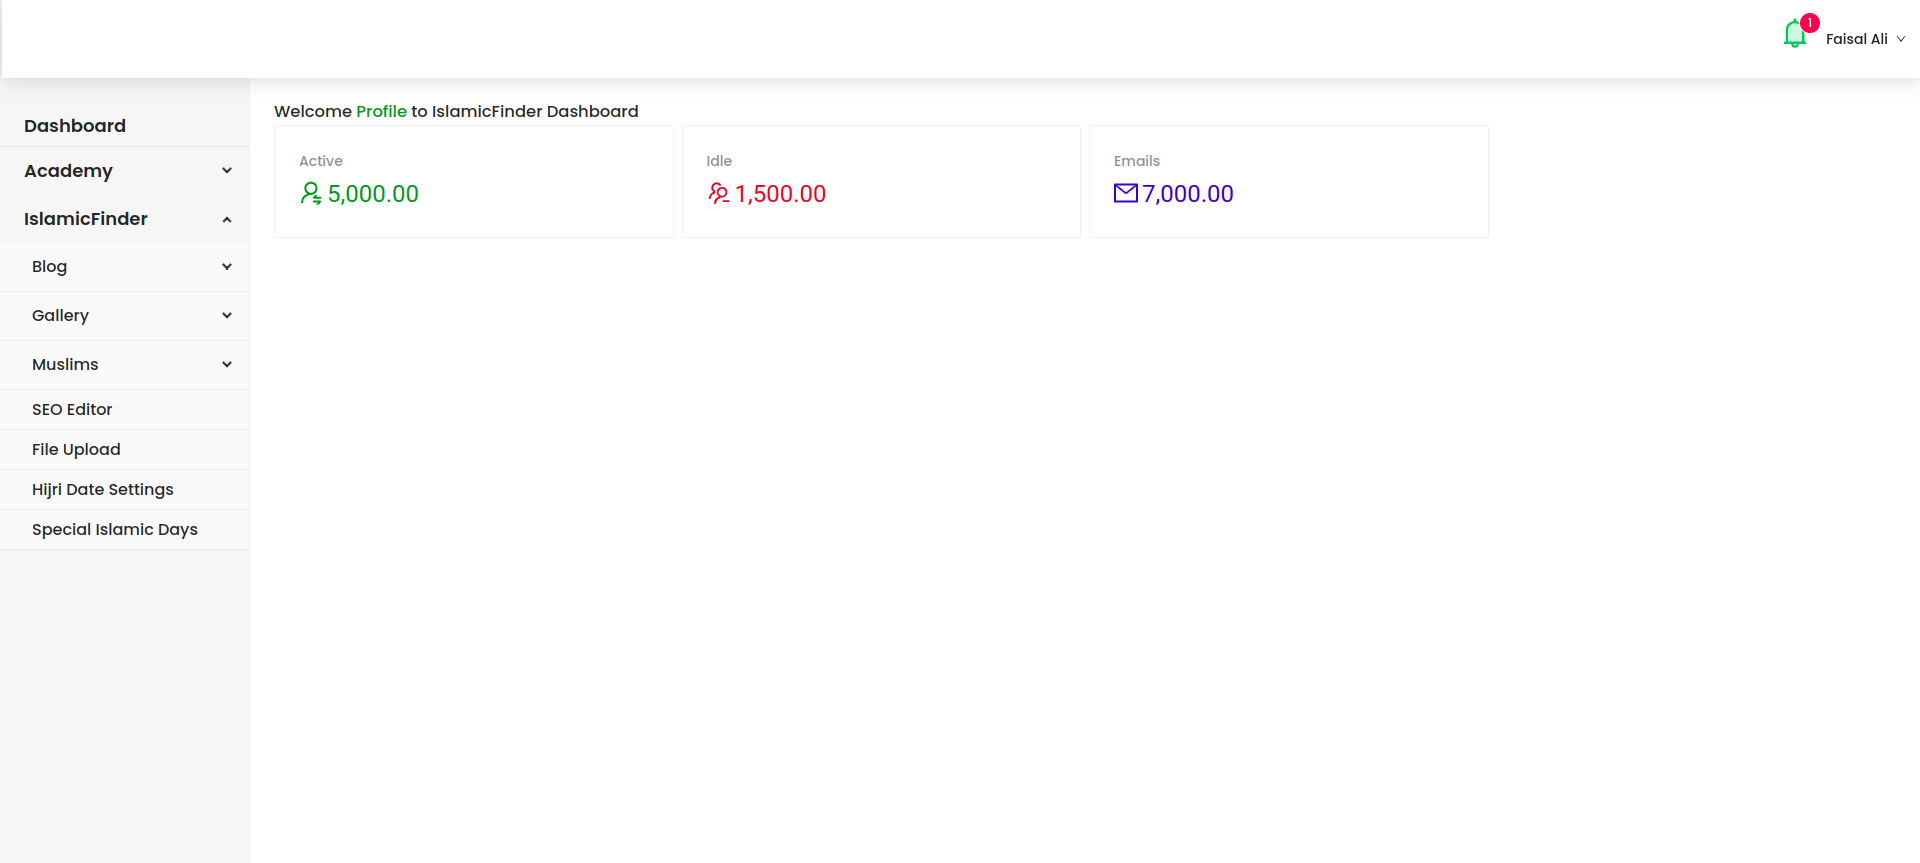 1
Faisal Ali
Dashboard
Academy
IslamicFinder
Blog
Gallery
Muslims
SEO Editor
File Upload
Hijri Date Settings
Special Islamic Days
Welcome Profile to IslamicFinder Dashboard
Active
5,000.00
Idle
1,500.00
Emails
7,000.00